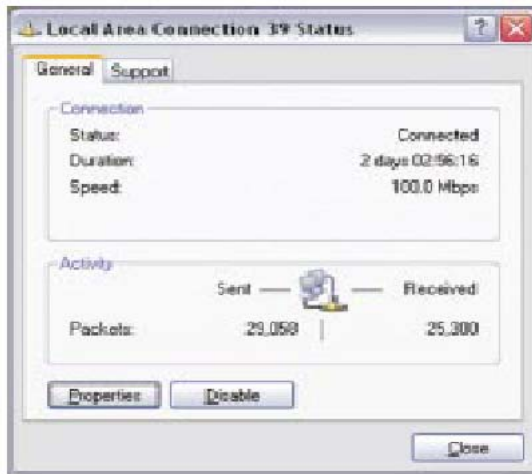 Local Area Connection 39 Status
General Support
Connection
Status: Connected
Duration: 2 days 02:56:16
Speed: 100.0 Mbps
Activity
Sent Received
Packets: 29,058 25,300
Properties Disable
Close